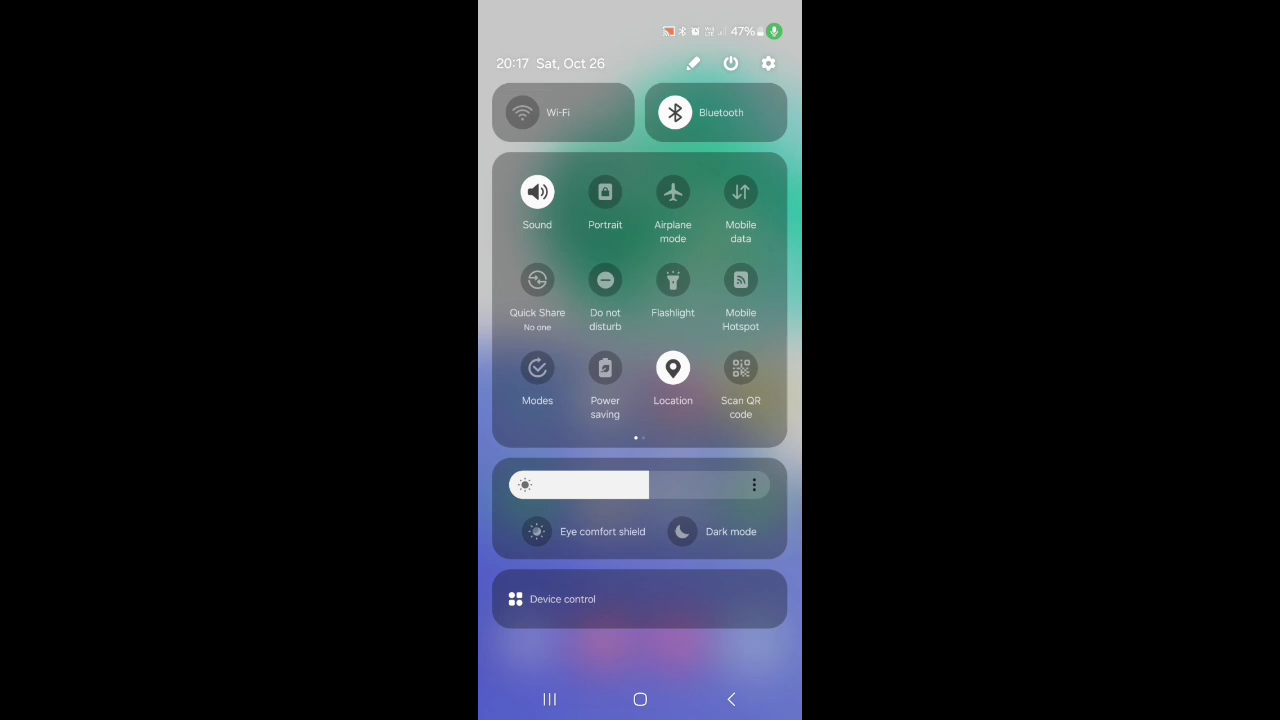 47%
20:17 Sat, Oct 26
Wi-Fi
Bluetooth
Sound
Portrait
Airplane
mode
Mobile
data
Quick Share
No one
Do not
disturb
Flashlight
Mobile
Hotspot
Modes
Power
saving
Location
Scan QR
code
Eye comfort shield
Dark mode
Device control